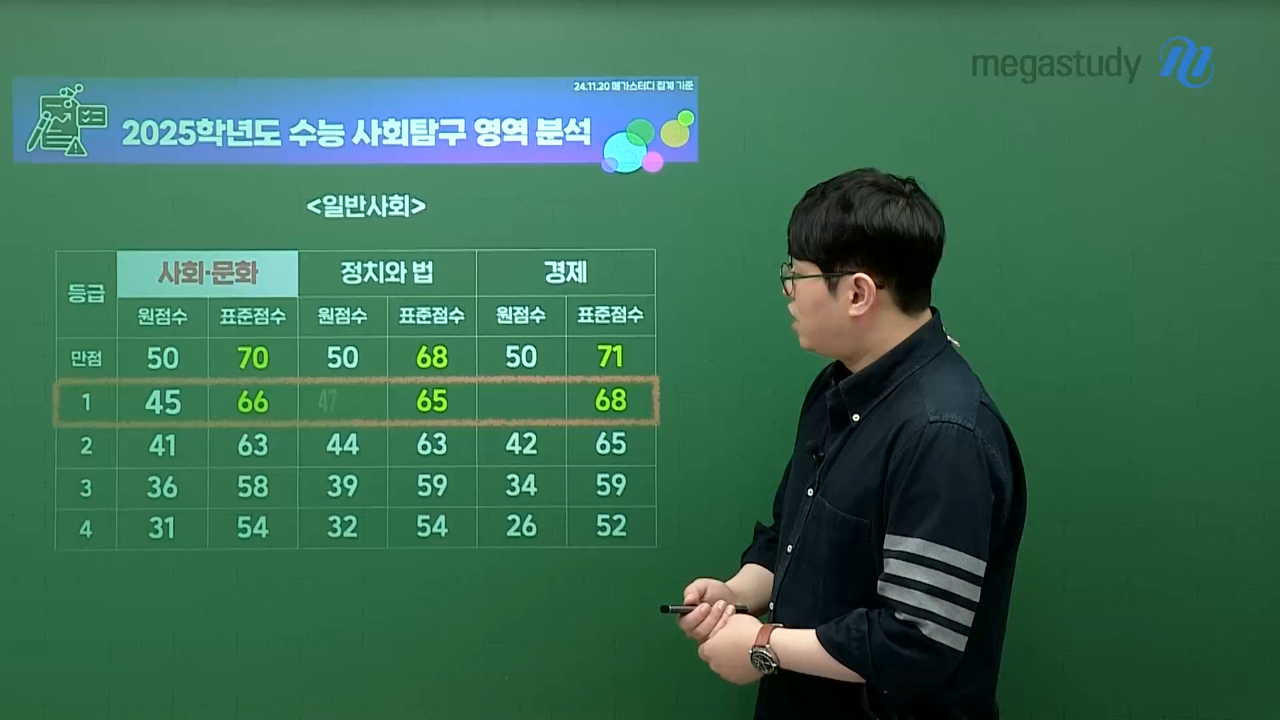 megastudy
24.11.20 메가스터디 집계 기준
2025학년도 수능 사회탐구 영역 분석
<일반사회>
등급 사회·문화 정치와 법 경제
원점수 표준점수 원점수 표준점수 원점수 표준점수
만점 50 70 50 68 50 71
1 45 66 47 65 68
2 41 63 44 63 42 65
3 36 58 39 59 34 59
4 31 54 32 54 26 52